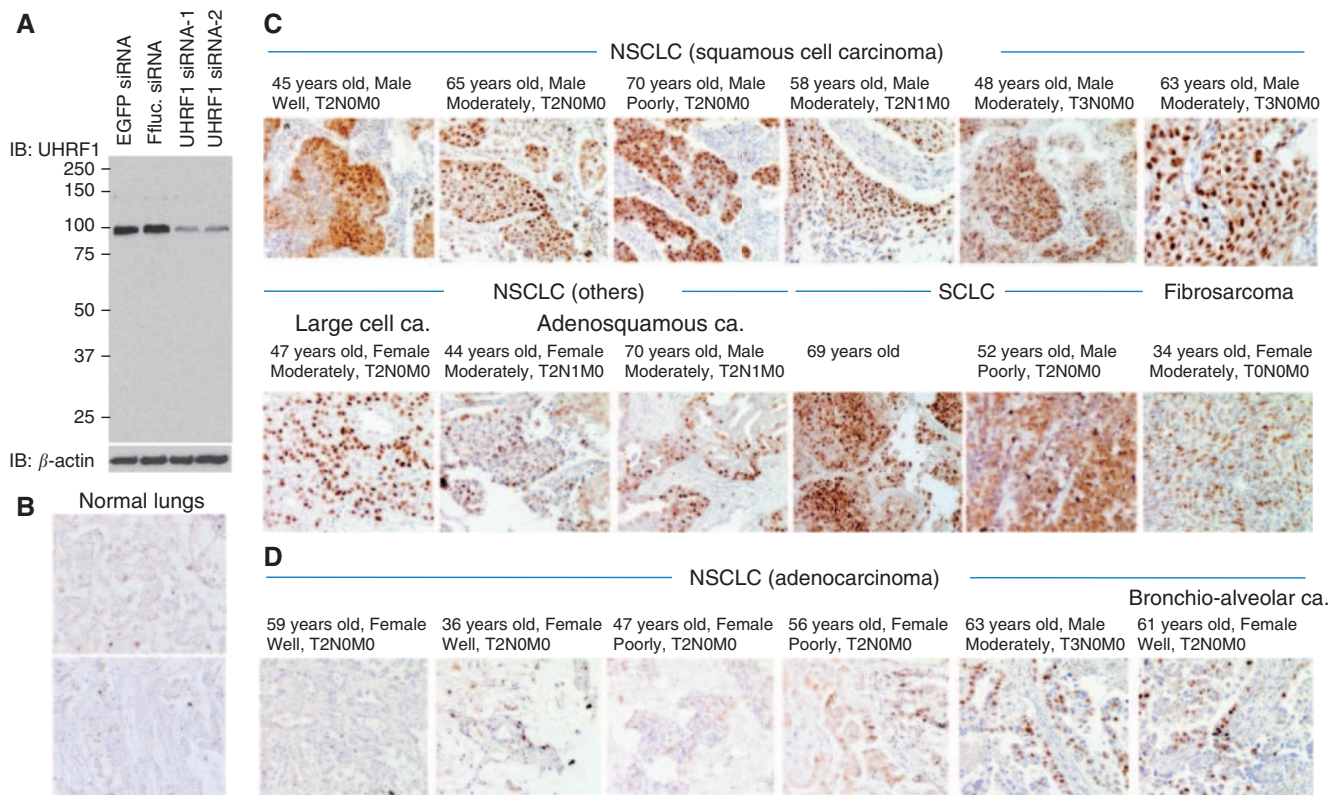 A
EGFP siRNA
Ffluc. siRNA
UHRF1 siRNA-1
UHRF1 siRNA-2
IB: UHRF1
250
150
100
75
50
37
25
IB: β-actin
B
Normal lungs
C
NSCLC (squamous cell carcinoma)
45 years old, Male
Well, T2N0M0
65 years old, Male
Moderately, T2N0M0
70 years old, Male
Poorly, T2N0M0
58 years old, Male
Moderately, T2N1M0
48 years old, Male
Moderately, T3N0M0
63 years old, Male
Moderately, T3N0M0
NSCLC (others)
SCLC
Fibrosarcoma
Large cell ca.
Adenosquamous ca.
47 years old, Female
Moderately, T2N0M0
44 years old, Female
Moderately, T2N1M0
70 years old, Male
Moderately, T2N1M0
69 years old
52 years old, Male
Poorly, T2N0M0
34 years old, Female
Moderately, T0N0M0
D
NSCLC (adenocarcinoma)
Bronchio-alveolar ca.
59 years old, Female
Well, T2N0M0
36 years old, Female
Well, T2N0M0
47 years old, Female
Poorly, T2N0M0
56 years old, Female
Poorly, T2N0M0
63 years old, Male
Moderately, T3N0M0
61 years old, Female
Well, T2N0M0